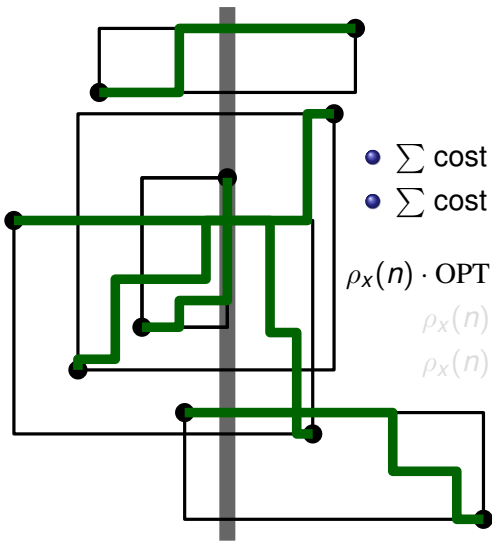 ∑ cost
∑ cost
ρₓ(n) · OPT
ρₓ(n)
ρₓ(n)